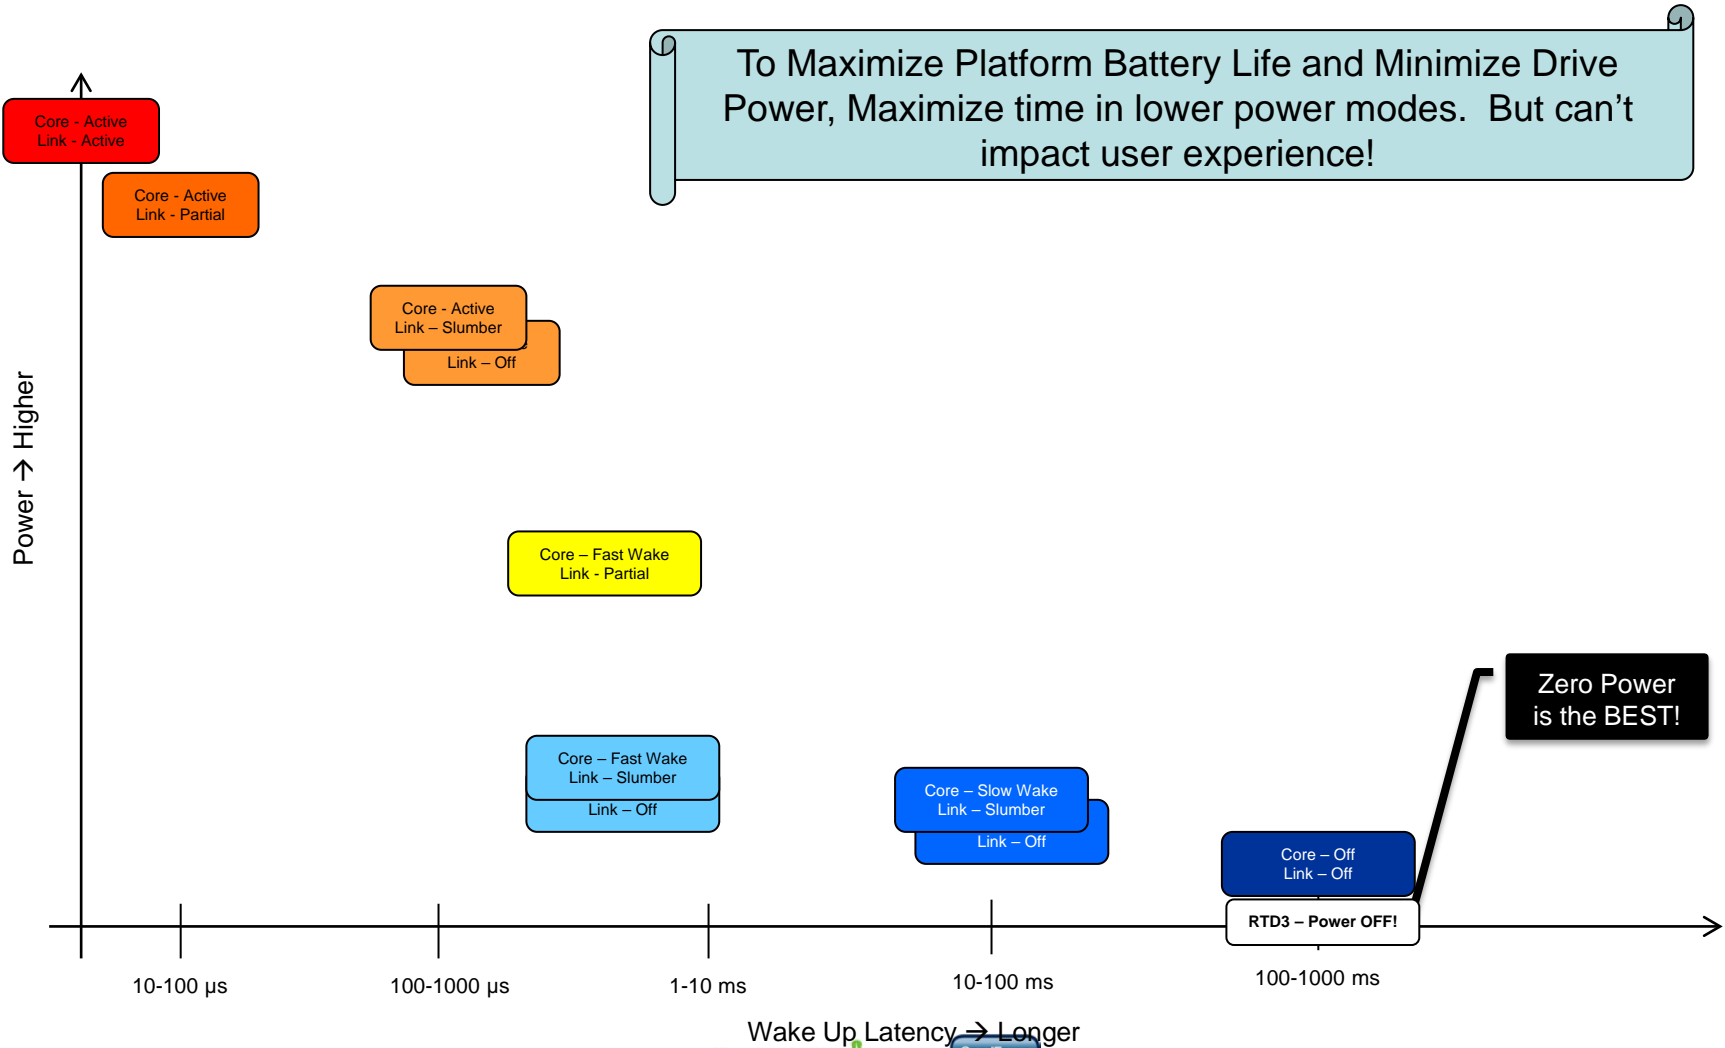 To Maximize Platform Battery Life and Minimize Drive
Power, Maximize time in lower power modes.  But can't
impact user experience!
Core - Active
Link - Active
Core - Active
Link - Partial
Core - Active
Link – Slumber
Link – Off
Power → Higher
Core – Fast Wake
Link - Partial
Zero Power
is the BEST!
Core – Fast Wake
Link – Slumber
Link – Off
Core – Slow Wake
Link – Slumber
Link – Off
Core – Off
Link – Off
RTD3 – Power OFF!
10-100 µs
100-1000 µs
1-10 ms
10-100 ms
100-1000 ms
Wake Up Latency → Longer